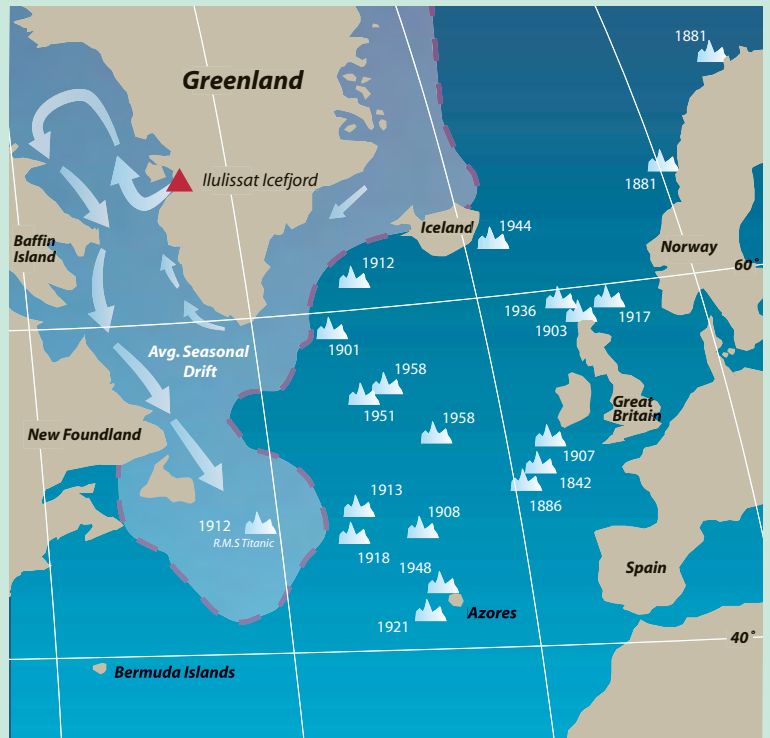 1881
Greenland
Ilulissat Icefjord
1881
Iceland
1944
Baffin
Island
Norway
1912
60°
1936
1903
1917
1901
Avg. Seasonal
Drift
1958
1951
1958
Great
Britain
New Foundland
1907
1842
1886
1913
1908
1912
R.M.S Titanic
1918
1948
Spain
Azores
1921
40°
Bermuda Islands